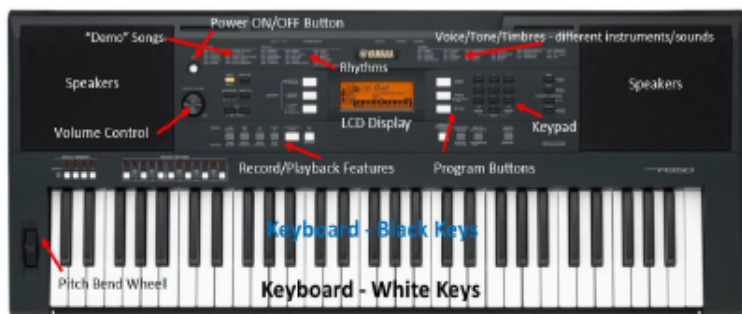 Power ON/OFF Button
"Demo" Songs
Voice/Tone/Timbres - different instruments/sounds
YAMAHA
Rhythms
Speakers
Speakers
Volume Control
LCD Display
Keypad
Record/Playback Features
Program Buttons
Keyboard - Black Keys
Pitch Bend Wheel
Keyboard - White Keys